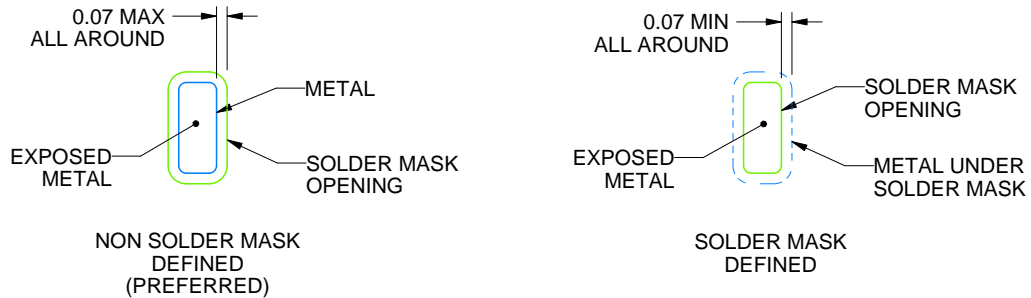 0.07 MAX
ALL AROUND
METAL
EXPOSED
METAL
SOLDER MASK
OPENING
NON SOLDER MASK
DEFINED
(PREFERRED)
0.07 MIN
ALL AROUND
SOLDER MASK
OPENING
EXPOSED
METAL
METAL UNDER
SOLDER MASK
SOLDER MASK
DEFINED